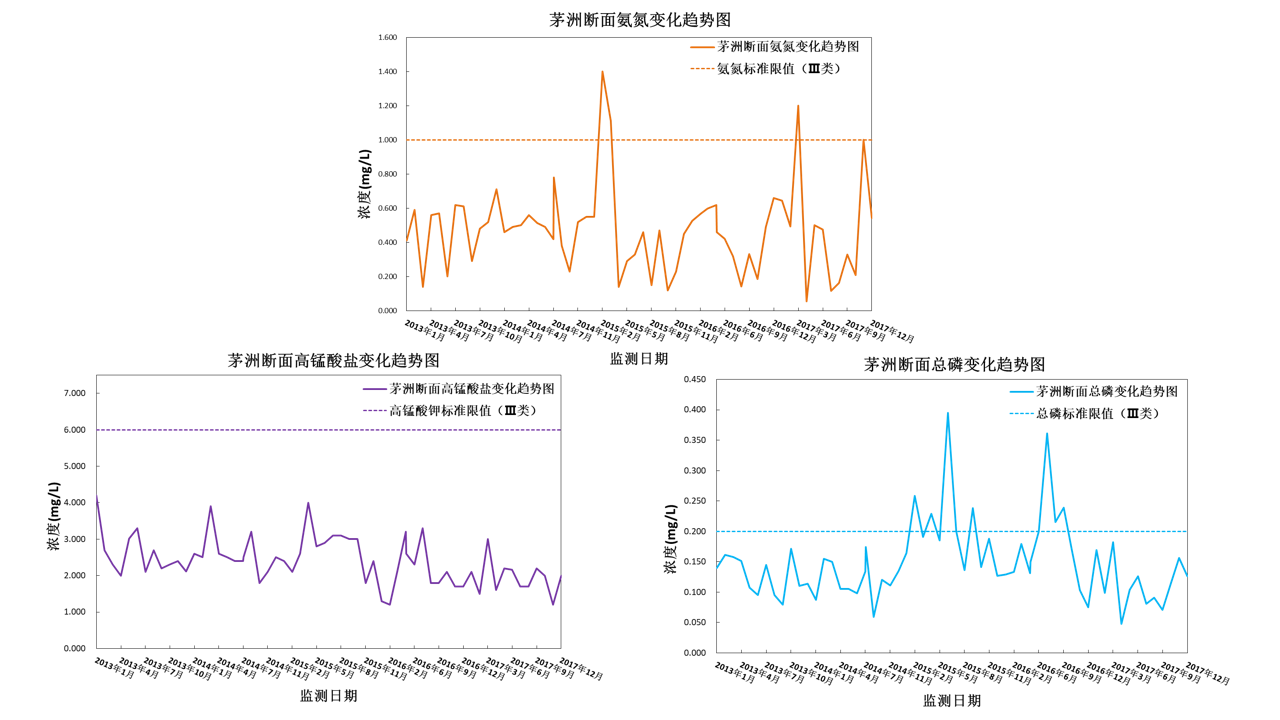 茅洲断面氨氮变化趋势图
茅洲断面氨氮变化趋势图
氨氮标准限值（Ⅲ类）
浓度(mg/L)
1.600
1.400
1.200
1.000
0.800
0.600
0.400
0.200
0.000
2013年1月
2013年4月
2013年7月
2013年10月
2014年1月
2014年4月
2014年7月
2014年11月
2015年2月
2015年5月
2015年8月
2015年11月
2016年2月
2016年6月
2016年9月
2016年12月
2017年3月
2017年6月
2017年9月
2017年12月
监测日期
茅洲断面高锰酸盐变化趋势图
茅洲断面高锰酸盐变化趋势图
高锰酸钾标准限值（Ⅲ类）
浓度(mg/L)
7.000
6.000
5.000
4.000
3.000
2.000
1.000
0.000
2013年1月
2013年4月
2013年7月
2013年10月
2014年1月
2014年4月
2014年7月
2014年11月
2015年2月
2015年5月
2015年8月
2015年11月
2016年2月
2016年6月
2016年9月
2016年12月
2017年3月
2017年6月
2017年9月
2017年12月
监测日期
茅洲断面总磷变化趋势图
茅洲断面总磷变化趋势图
总磷标准限值（Ⅲ类）
浓度(mg/L)
0.450
0.400
0.350
0.300
0.250
0.200
0.150
0.100
0.050
0.000
2013年1月
2013年4月
2013年7月
2013年10月
2014年1月
2014年4月
2014年7月
2014年11月
2015年2月
2015年5月
2015年8月
2015年11月
2016年2月
2016年6月
2016年9月
2016年12月
2017年3月
2017年6月
2017年9月
2017年12月
监测日期